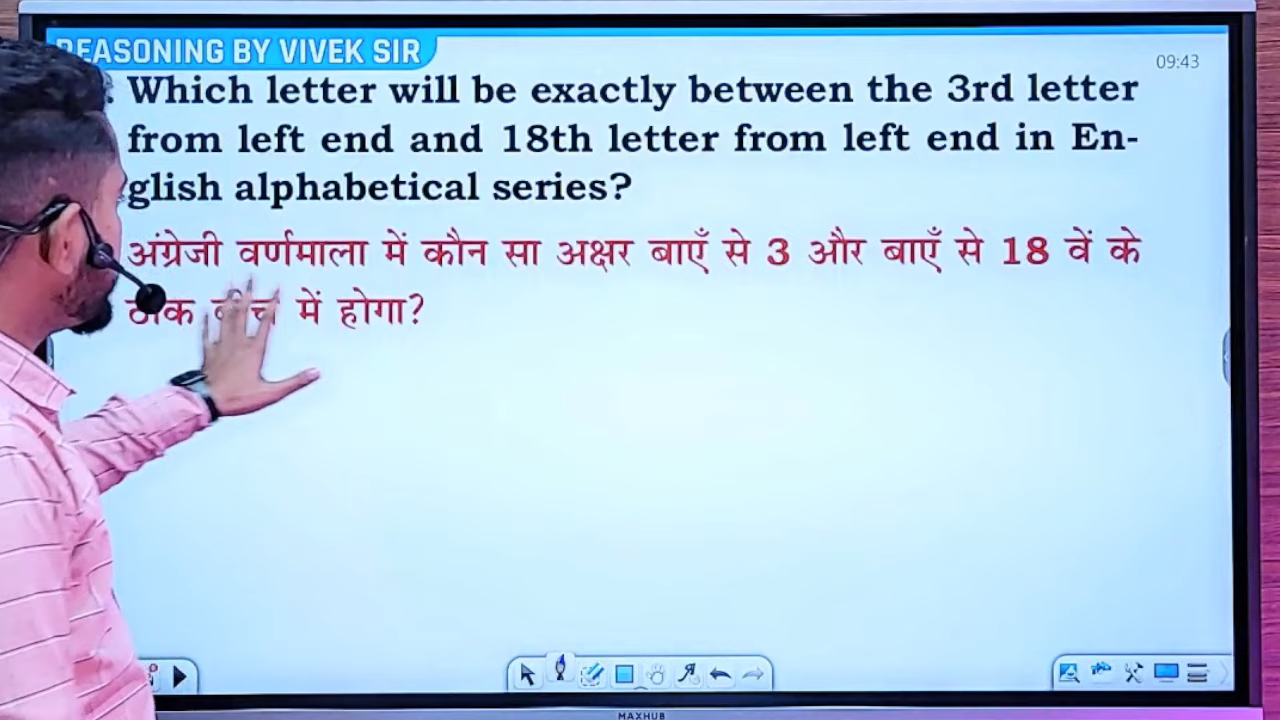 REASONING BY VIVEK SIR
09:43
Which letter will be exactly between the 3rd letter
from left end and 18th letter from left end in En-
glish alphabetical series?
अंग्रेजी वर्णमाला में कौन सा अक्षर बाएँ से 3 और बाएँ से 18 वें के
में होगा?
MAXHUB